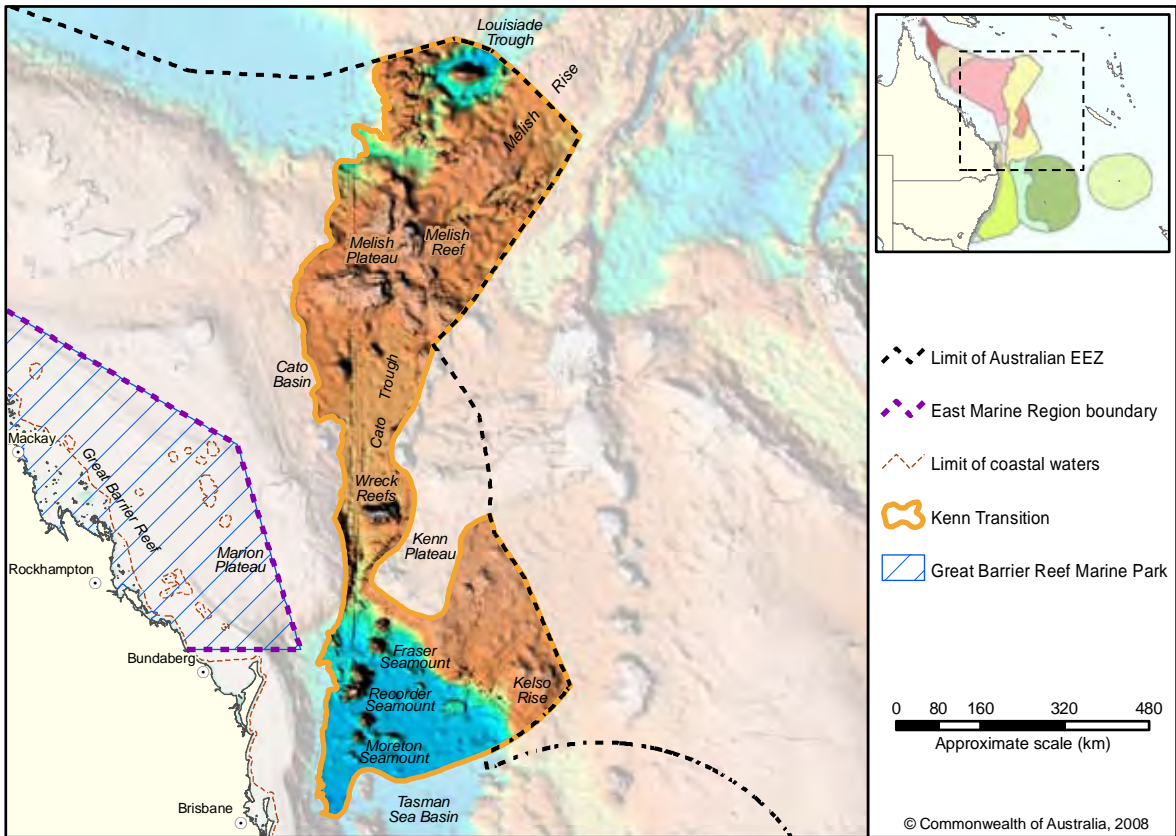 Louisiade
Trough
Rise
Melish
Melish
Plateau
Melish
Reef
Cato
Basin
Trough
Cato
Mackay
Great Barrier Reef
Wreck
Reefs
Kenn
Plateau
Marion
Plateau
Rockhampton
Bundaberg
Fraser
Seamount
Kelso
Rise
Recorder
Seamount
Moreton
Seamount
Tasman
Sea Basin
Brisbane
Limit of Australian EEZ
East Marine Region boundary
Limit of coastal waters
Kenn Transition
Great Barrier Reef Marine Park
0 80 160 320 480
Approximate scale (km)
© Commonwealth of Australia, 2008